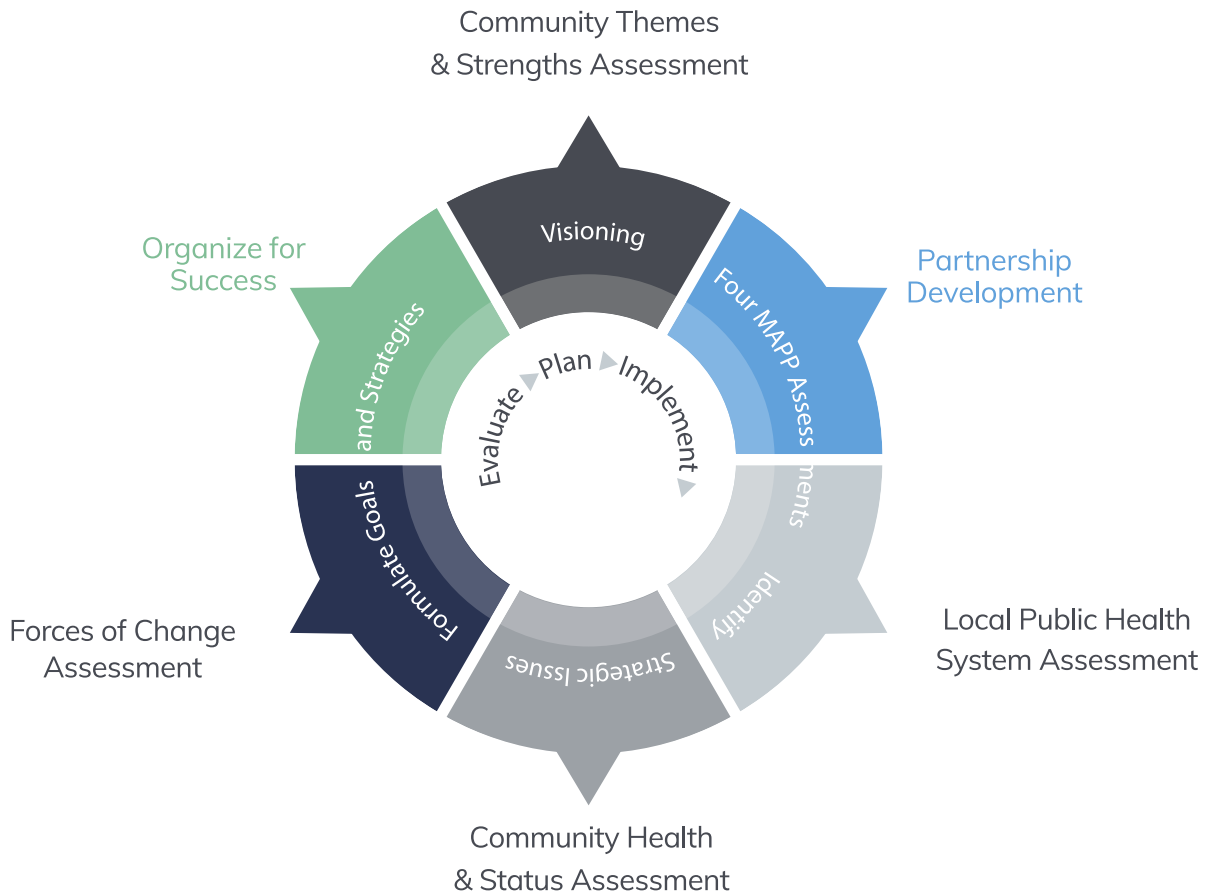 Community Themes
& Strengths Assessment
Organize for
Success
Partnership
Development
Visioning
Four MAPP Assess
ments
Identify
Strategic Issues
Formulate Goals
and Strategies
Evaluate
Plan
Implement
Forces of Change
Assessment
Local Public Health
System Assessment
Community Health
& Status Assessment